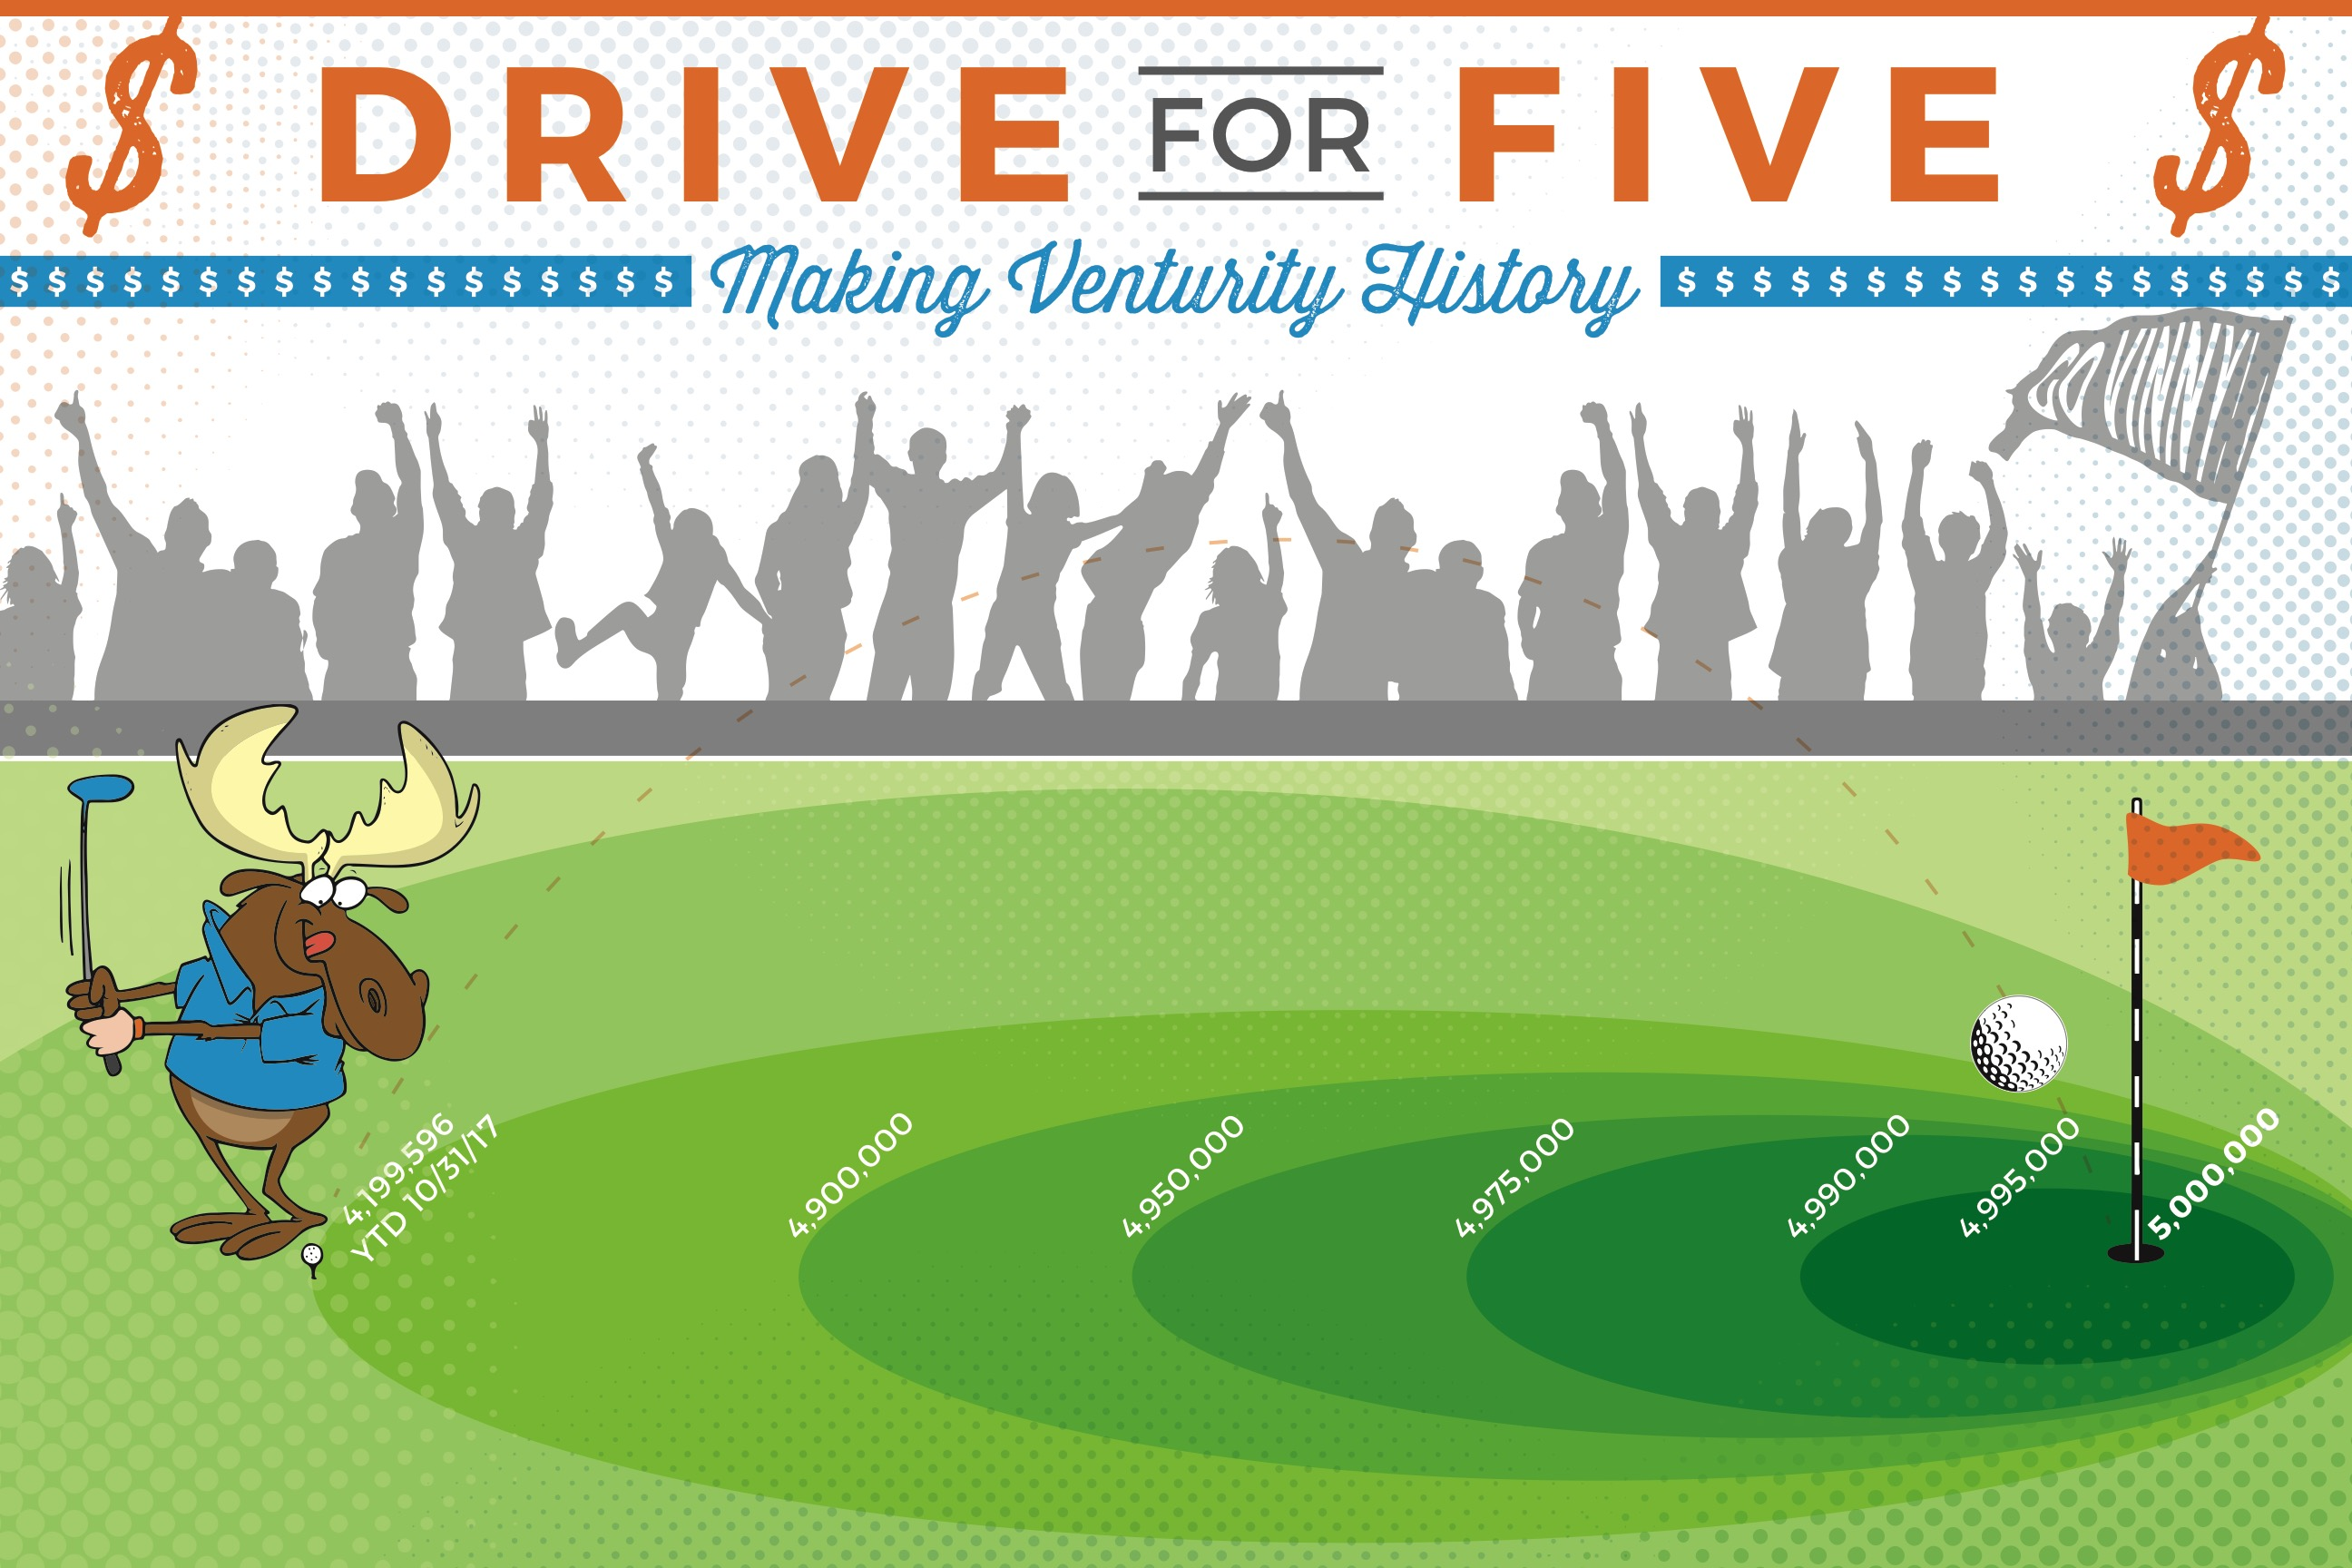 $ DRIVE FOR FIVE $
$ $ $ $ $ $ $ $ $ $ $ $ $ $ $ $ $ $ Making Venturity History $ $ $ $ $ $ $ $ $ $ $ $ $ $ $ $ $ $
4,199,596
YTD 10/31/17
4,900,000
4,950,000
4,975,000
4,990,000
4,995,000
5,000,000